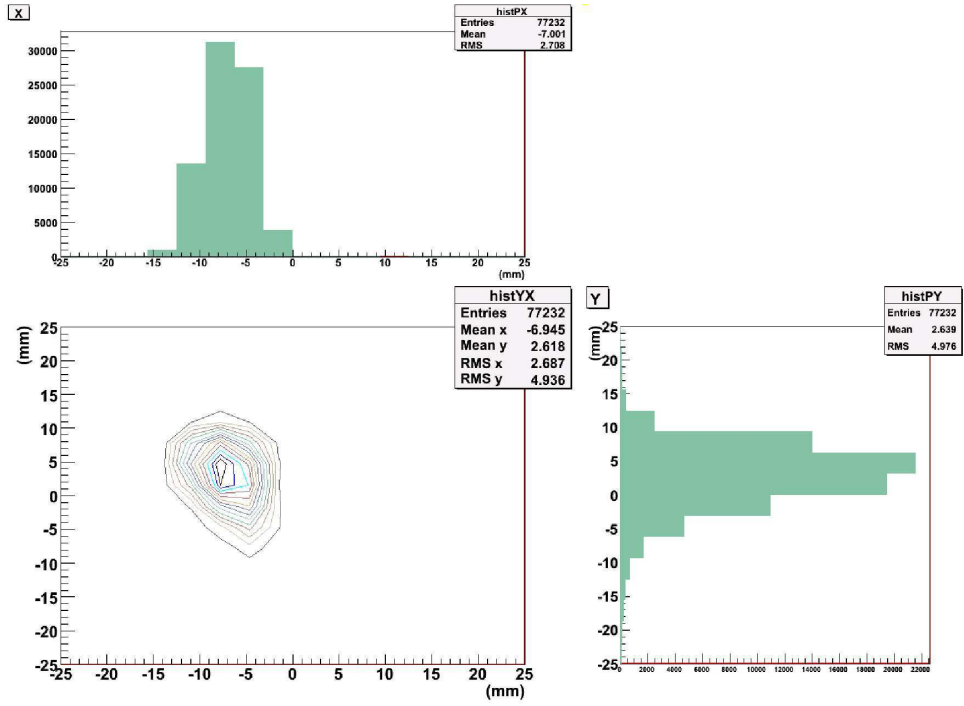 X
histPX
Entries 77232
Mean -7.001
RMS 2.708
30000
25000
20000
15000
10000
5000
0
-25 -20 -15 -10 -5 0 5 10 15 20 25
(mm)
histYX
Entries 77232
Mean x -6.945
Mean y 2.618
RMS x 2.687
RMS y 4.936
(mm)
25
20
15
10
5
0
-5
-10
-15
-20
-25
-25 -20 -15 -10 -5 0 5 10 15 20 25
(mm)
Y
histPY
Entries 77232
Mean 2.639
RMS 4.976
(mm)
25
20
15
10
5
0
-5
-10
-15
-20
-25
0 2000 4000 6000 8000 10000 12000 14000 16000 18000 20000 22000